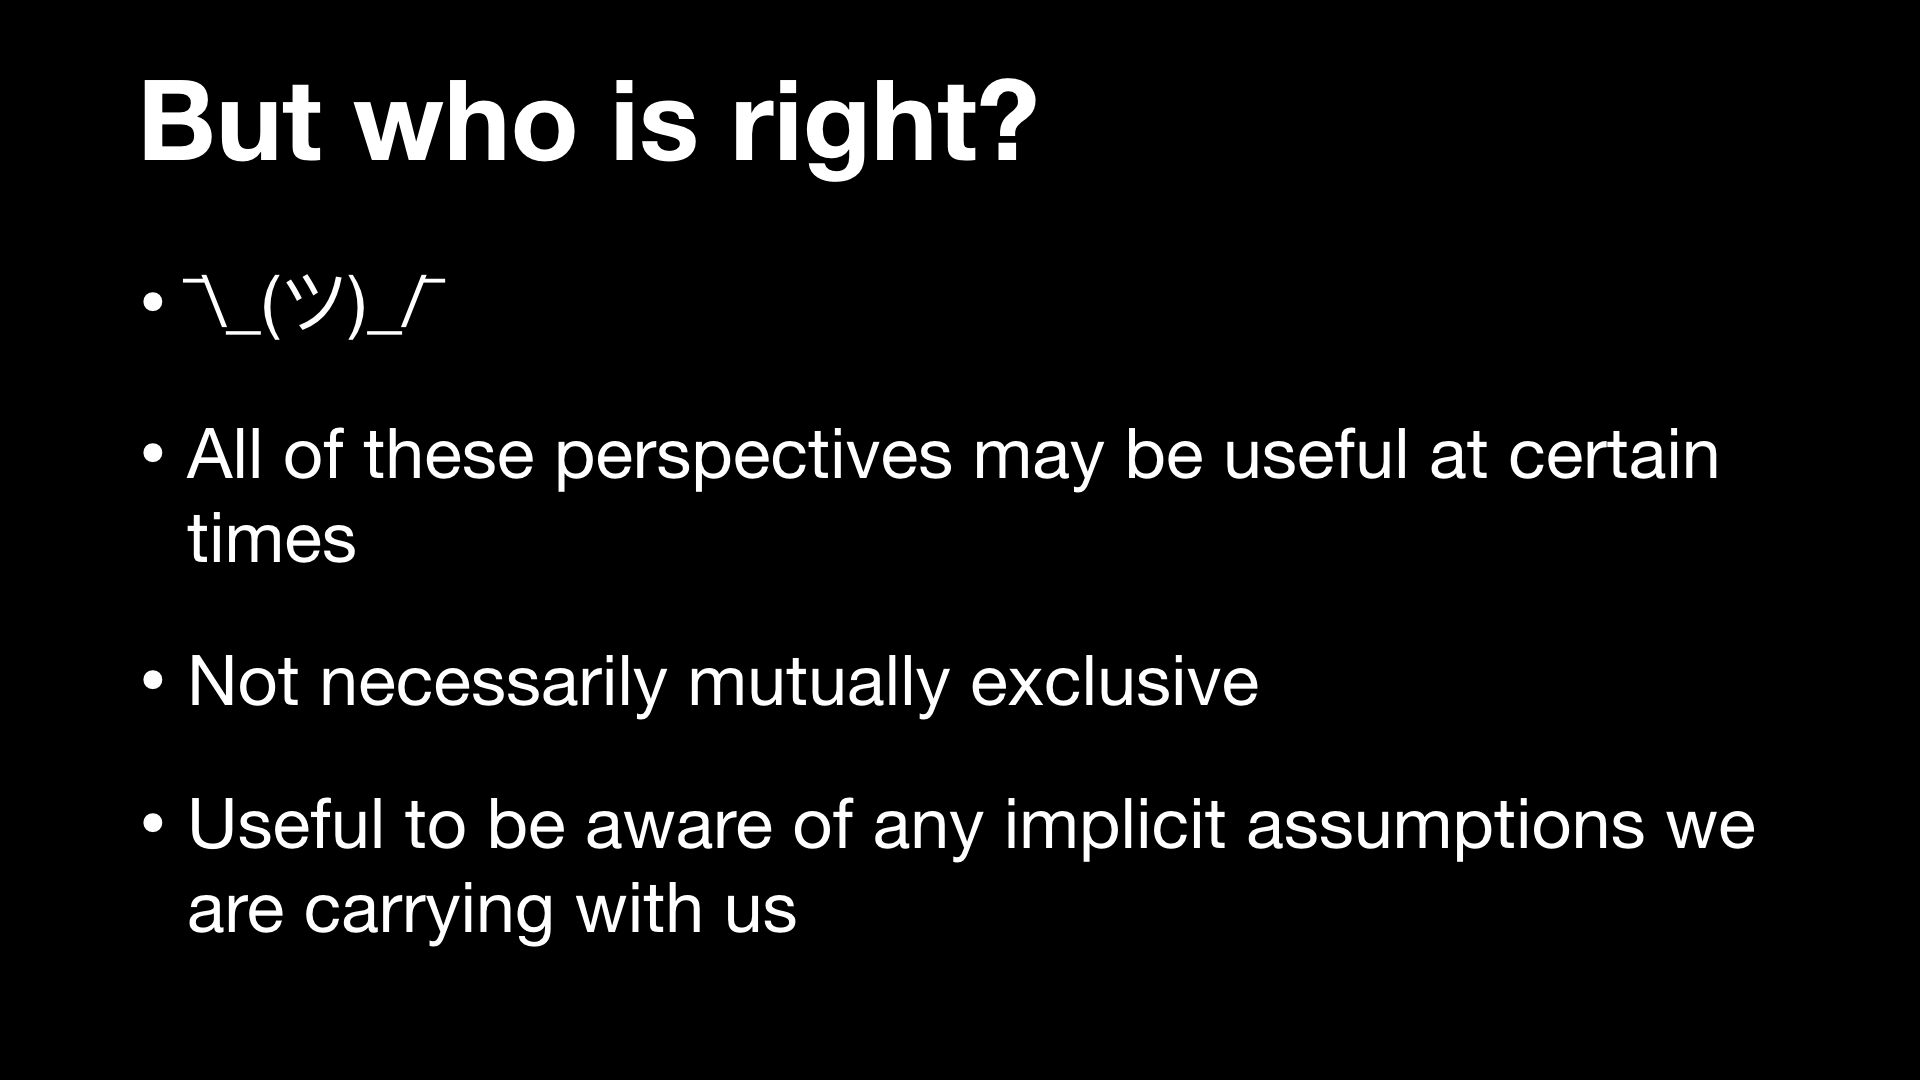 But who is right?
• ¯\_(ツ)_/¯
• All of these perspectives may be useful at certain
times
• Not necessarily mutually exclusive
• Useful to be aware of any implicit assumptions we
are carrying with us